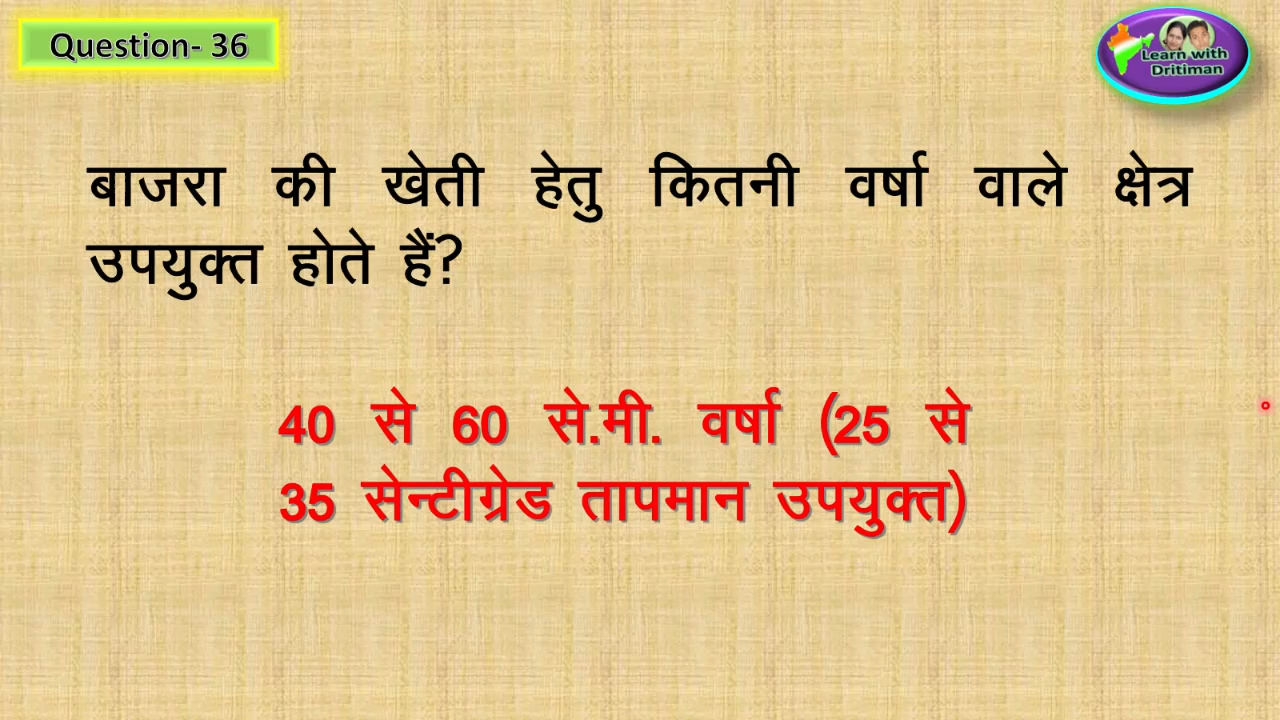 Question- 36
Learn with
Dritiman
बाजरा की खेती हेतु कितनी वर्षा वाले क्षेत्र
उपयुक्त होते हैं?
40 से 60 से.मी. वर्षा (25 से
35 सेन्टीग्रेड तापमान उपयुक्त)